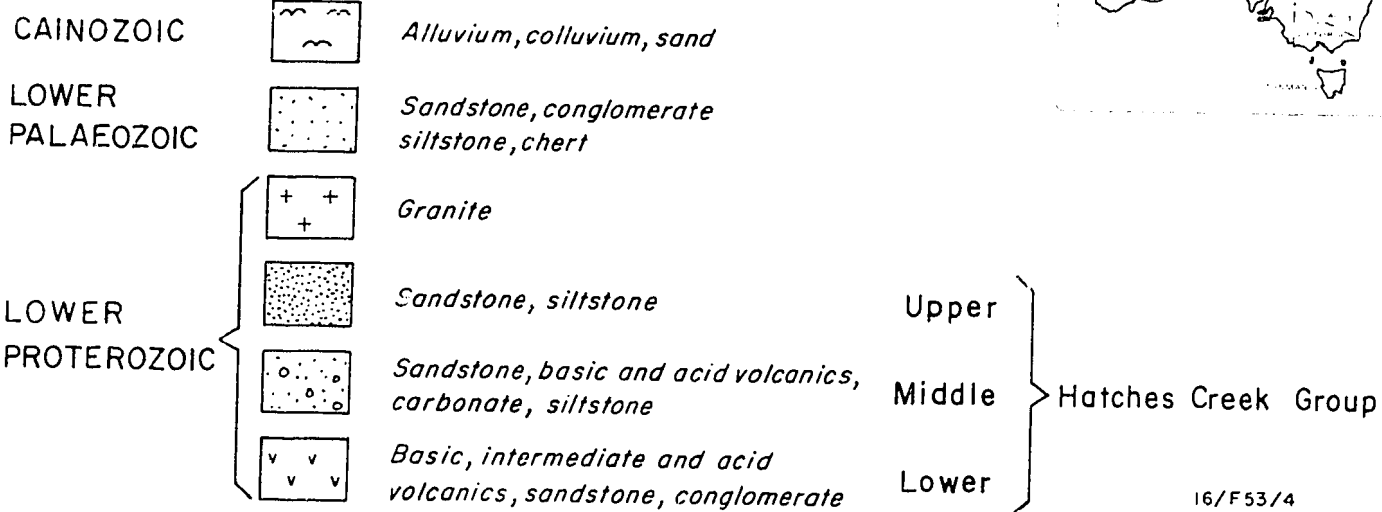 CAINOZOIC
Alluvium, colluvium, sand
LOWER
PALAEOZOIC
Sandstone, conglomerate
siltstone, chert
Granite
LOWER
PROTEROZOIC
Sandstone, siltstone
Upper
Sandstone, basic and acid volcanics,
carbonate, siltstone
Middle
Hatches Creek Group
Basic, intermediate and acid
volcanics, sandstone, conglomerate
Lower
16/F53/4